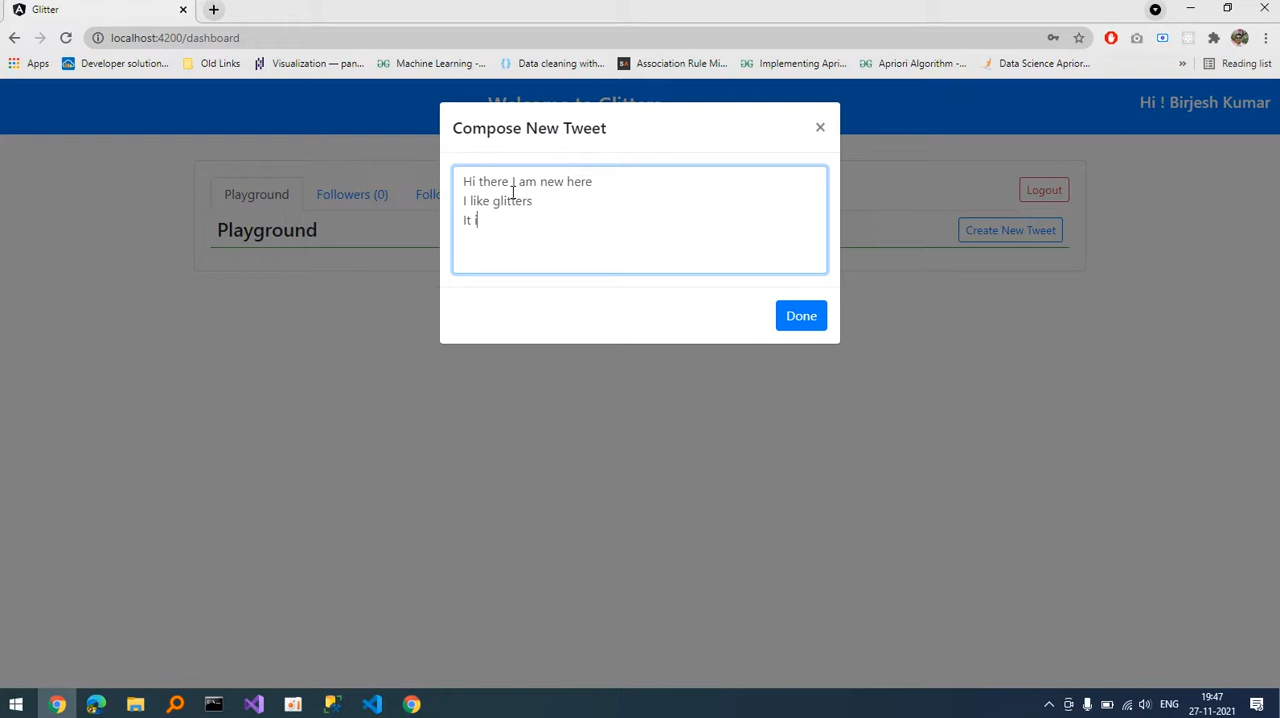 Glitter
localhost:4200/dashboard
Apps
Developer solution...
Old Links
Visualization — pan...
Machine Learning -...
Data cleaning with...
Association Rule Mi...
Implementing Apri...
Apriori Algorithm -...
Data Science Aprior...
Reading list
Hi ! Birjesh Kumar
Compose New Tweet
Hi there I am new here
I like glitters
It i
Done
Playground
Followers (0)
Logout
Playground
Create New Tweet
19:47
ENG
27-11-2021